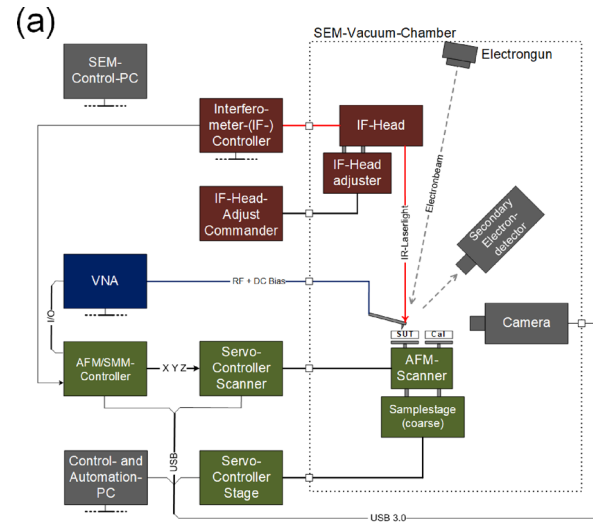 (a)
SEM-Vacuum-Chamber
SEM-
Control-PC
Electrongun
Interfero-
meter-(IF-)
Controller
IF-Head
IF-Head
adjuster
IF-Head-
Adjust
Commander
IR-Laserlight
Electronbeam
Secondary
Electron-
detector
VNA
RF + DC Bias
I/O
SUT
Cal
Camera
AFM/SMM-
Controller
X Y Z
Servo-
Controller
Scanner
AFM-
Scanner
Samplestage
(coarse)
USB
Control- and
Automation-
PC
Servo-
Controller
Stage
USB 3.0